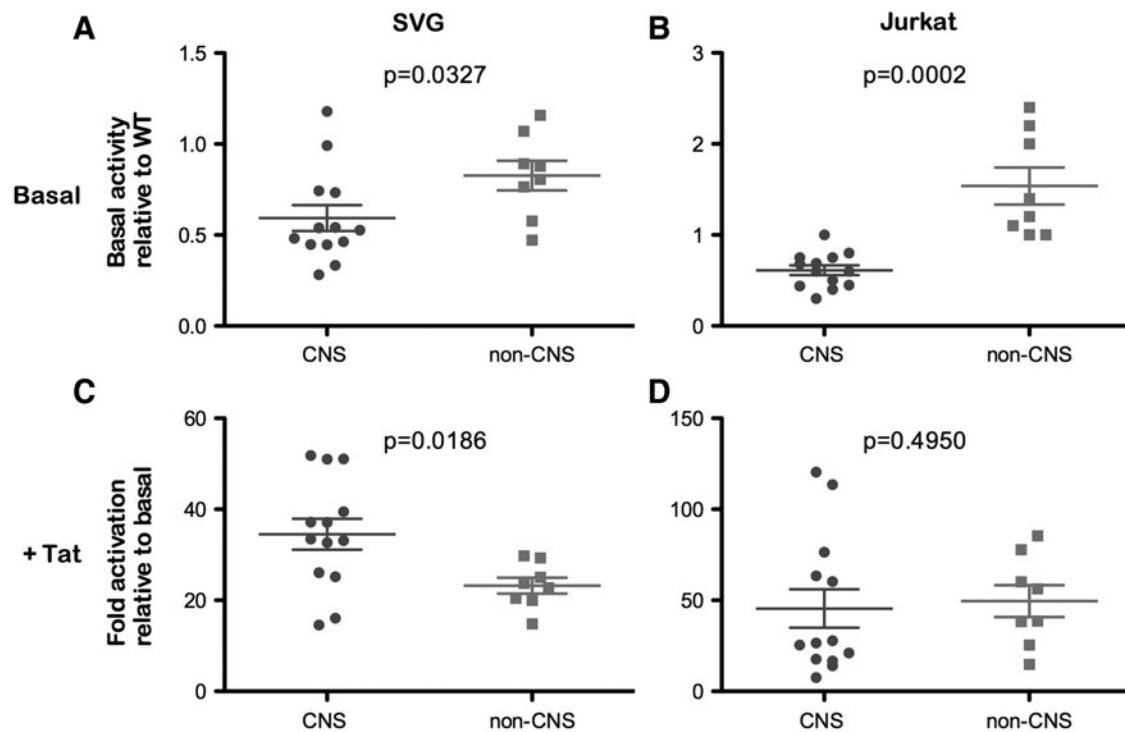 A
SVG
B
Jurkat
Basal
Basal activity
relative to WT
1.5
1.0
0.5
0.0
p=0.0327
CNS
non-CNS
3
2
1
0
p=0.0002
CNS
non-CNS
C
D
+ Tat
Fold activation
relative to basal
60
40
20
0
p=0.0186
CNS
non-CNS
150
100
50
0
p=0.4950
CNS
non-CNS